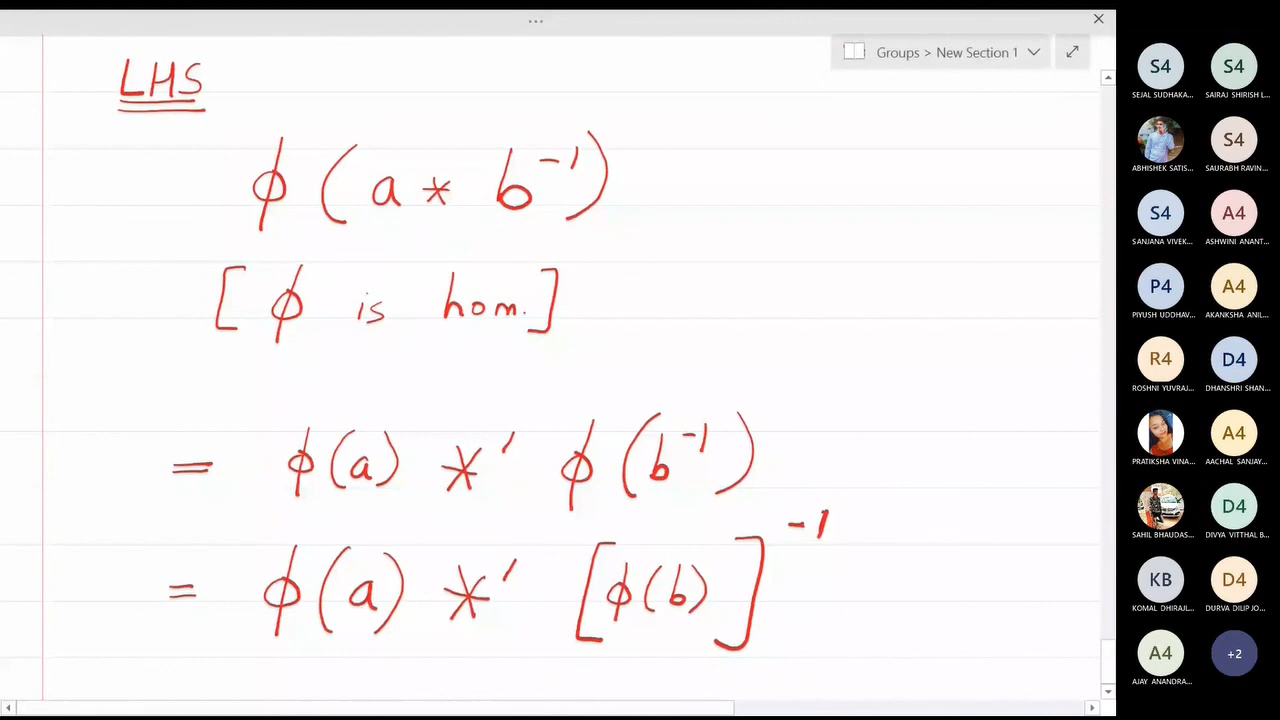 Groups > New Section 1
LHS
ϕ ( a * b⁻¹ )
[ ϕ is hom. ]
= ϕ(a) *′ ϕ(b⁻¹)
= ϕ(a) *′ [ϕ(b)]⁻¹
S4 S4
SEJAL SUDHAKA... SAIRAJ SHIRISH L...
S4
ABHISHEK SATIS... SAURABH RAVIN...
S4 A4
SANJANA VIVEK... ASHWINI ANANT...
P4 A4
PIYUSH UDDHAV... AKANKSHA ANIL...
R4 D4
ROSHNI YUVRAJ... DHANSHRI SHAN...
A4
PRATIKSHA VINA... AACHAL SANJAY...
D4
SAHIL BHAUDAS... DIVYA VITTHAL B...
KB D4
KOMAL DHIRAJL... DURVA DILIP JO...
A4 +2
AJAY ANANDRA...